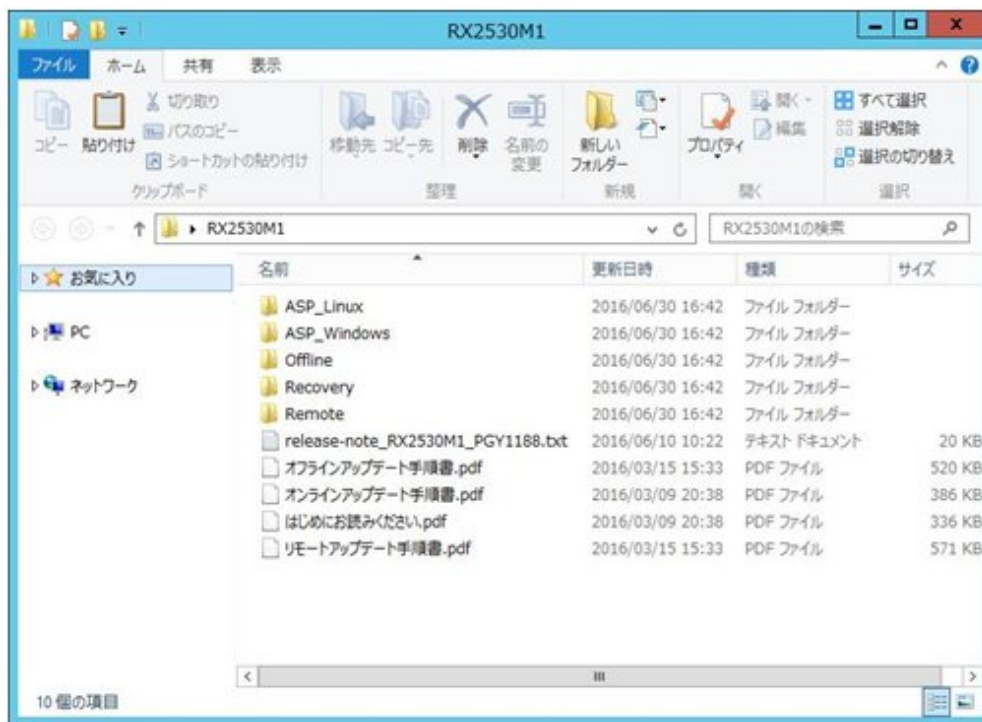 RX2530M1
ファイル ホーム 共有 表示
コピー 貼り付け 切り取り パスのコピー ショートカットの貼り付け 移動先 コピー先 削除 名前の変更 新しいフォルダー プロパティ 開く 編集 すべて選択 選択解除 選択の切り替え
クリップボード 整理 新規 開く 選択
RX2530M1 RX2530M1の検索
お気に入り
PC
ネットワーク
名前 更新日時 種類 サイズ
ASP_Linux 2016/06/30 16:42 ファイル フォルダー
ASP_Windows 2016/06/30 16:42 ファイル フォルダー
Offline 2016/06/30 16:42 ファイル フォルダー
Recovery 2016/06/30 16:42 ファイル フォルダー
Remote 2016/06/30 16:42 ファイル フォルダー
release-note_RX2530M1_PGY1188.txt 2016/06/10 10:22 テキスト ドキュメント 20 KB
オフラインアップデート手順書.pdf 2016/03/15 15:33 PDF ファイル 520 KB
オンラインアップデート手順書.pdf 2016/03/09 20:38 PDF ファイル 386 KB
はじめにお読みください.pdf 2016/03/09 20:38 PDF ファイル 336 KB
リモートアップデート手順書.pdf 2016/03/15 15:33 PDF ファイル 571 KB
10 個の項目